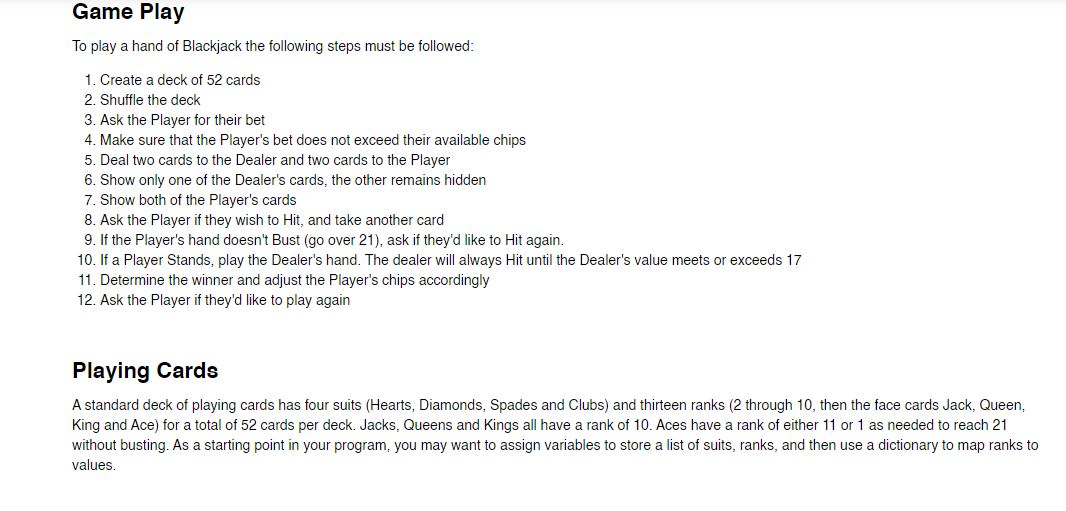 Game Play
To play a hand of Blackjack the following steps must be followed:
1. Create a deck of 52 cards
2. Shuffle the deck
3. Ask the Player for their bet
4. Make sure that the Player's bet does not exceed their available chips
5. Deal two cards to the Dealer and two cards to the Player
6. Show only one of the Dealer's cards, the other remains hidden
7. Show both of the Player's cards
8. Ask the Player if they wish to Hit, and take another card
9. If the Player's hand doesn't Bust (go over 21), ask if they'd like to Hit again.
10. If a Player Stands, play the Dealer's hand. The dealer will always Hit until the Dealer's value meets or exceeds 17
11. Determine the winner and adjust the Player's chips accordingly
12. Ask the Player if they'd like to play again
Playing Cards
A standard deck of playing cards has four suits (Hearts, Diamonds, Spades and Clubs) and thirteen ranks (2 through 10, then the face cards Jack, Queen,
King and Ace) for a total of 52 cards per deck. Jacks, Queens and Kings all have a rank of 10. Aces have a rank of either 11 or 1 as needed to reach 21
without busting. As a starting point in your program, you may want to assign variables to store a list of suits, ranks, and then use a dictionary to map ranks to
values.